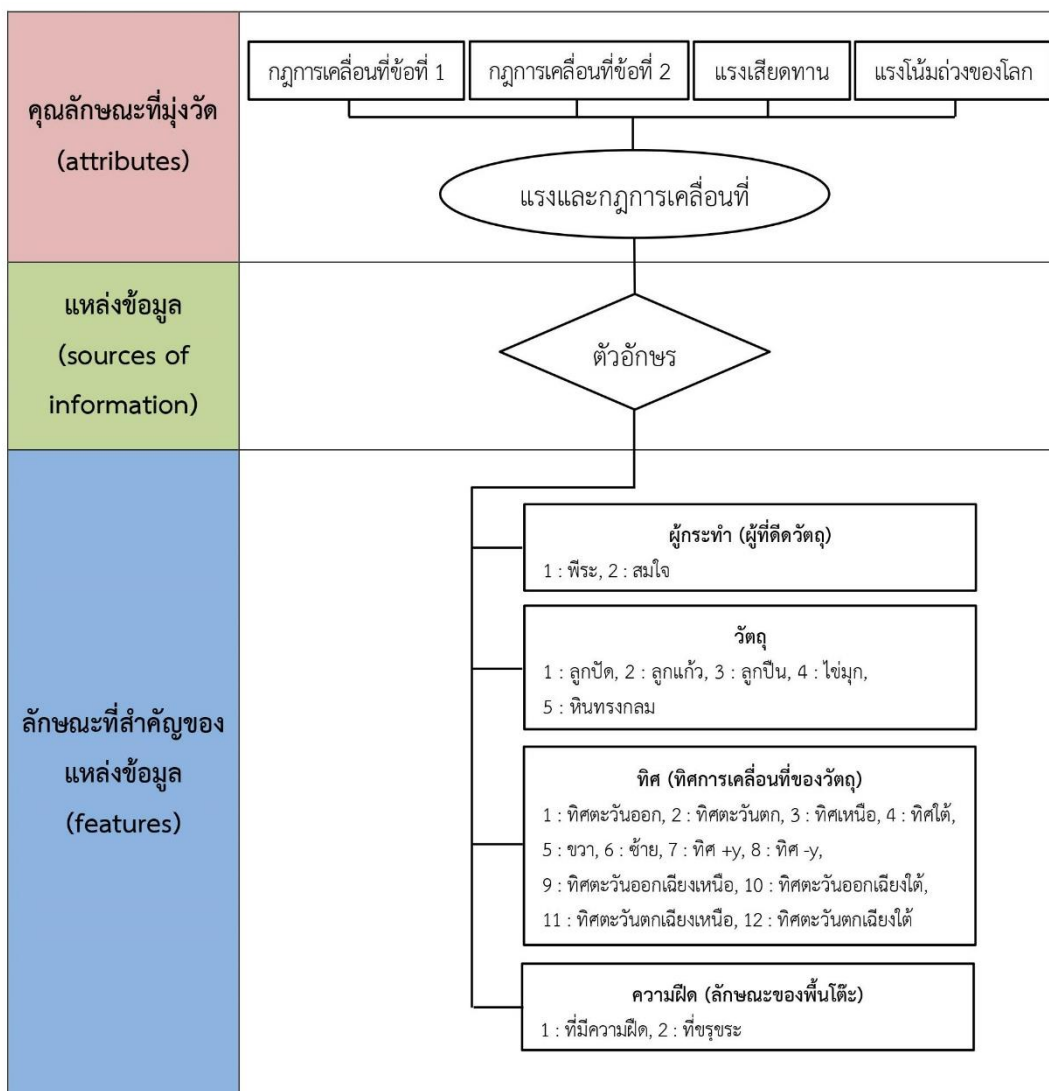 กฎการเคลื่อนที่ข้อที่ 1
กฎการเคลื่อนที่ข้อที่ 2
แรงเสียดทาน
แรงโน้มถ่วงของโลก
คุณลักษณะที่มุ่งวัด
(attributes)
แรงและกฎการเคลื่อนที่
แหล่งข้อมูล
(sources of
information)
ตัวอักษร
ลักษณะที่สำคัญของ
แหล่งข้อมูล
(features)
ผู้กระทำ (ผู้ที่ดีดวัตถุ)
1 : พีระ, 2 : สมใจ
วัตถุ
1 : ลูกปัด, 2 : ลูกแก้ว, 3 : ลูกปืน, 4 : ไข่มุก,
5 : หินทรงกลม
ทิศ (ทิศการเคลื่อนที่ของวัตถุ)
1 : ทิศตะวันออก, 2 : ทิศตะวันตก, 3 : ทิศเหนือ, 4 : ทิศใต้,
5 : ขวา, 6 : ซ้าย, 7 : ทิศ +y, 8 : ทิศ -y,
9 : ทิศตะวันออกเฉียงเหนือ, 10 : ทิศตะวันออกเฉียงใต้,
11 : ทิศตะวันตกเฉียงเหนือ, 12 : ทิศตะวันตกเฉียงใต้
ความฝืด (ลักษณะของพื้นโต๊ะ)
1 : ที่มีความฝืด, 2 : ที่ขรุขระ